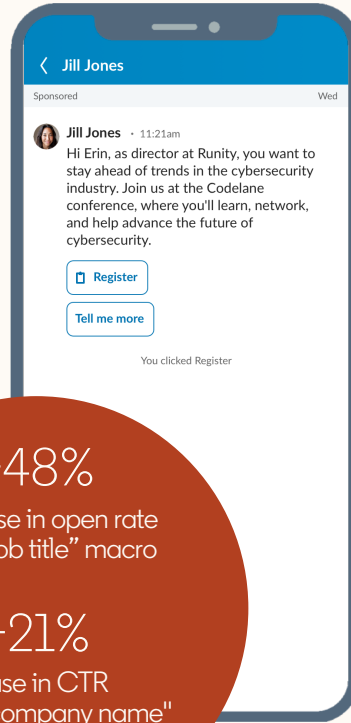 Jill Jones
Sponsored Wed
Jill Jones · 11:21am
Hi Erin, as director at Runity, you want to
stay ahead of trends in the cybersecurity
industry. Join us at the Codelane
conference, where you'll learn, network,
and help advance the future of
cybersecurity.
Register
Tell me more
You clicked Register
48%
in open rate
title” macro
21%
in CTR
name"